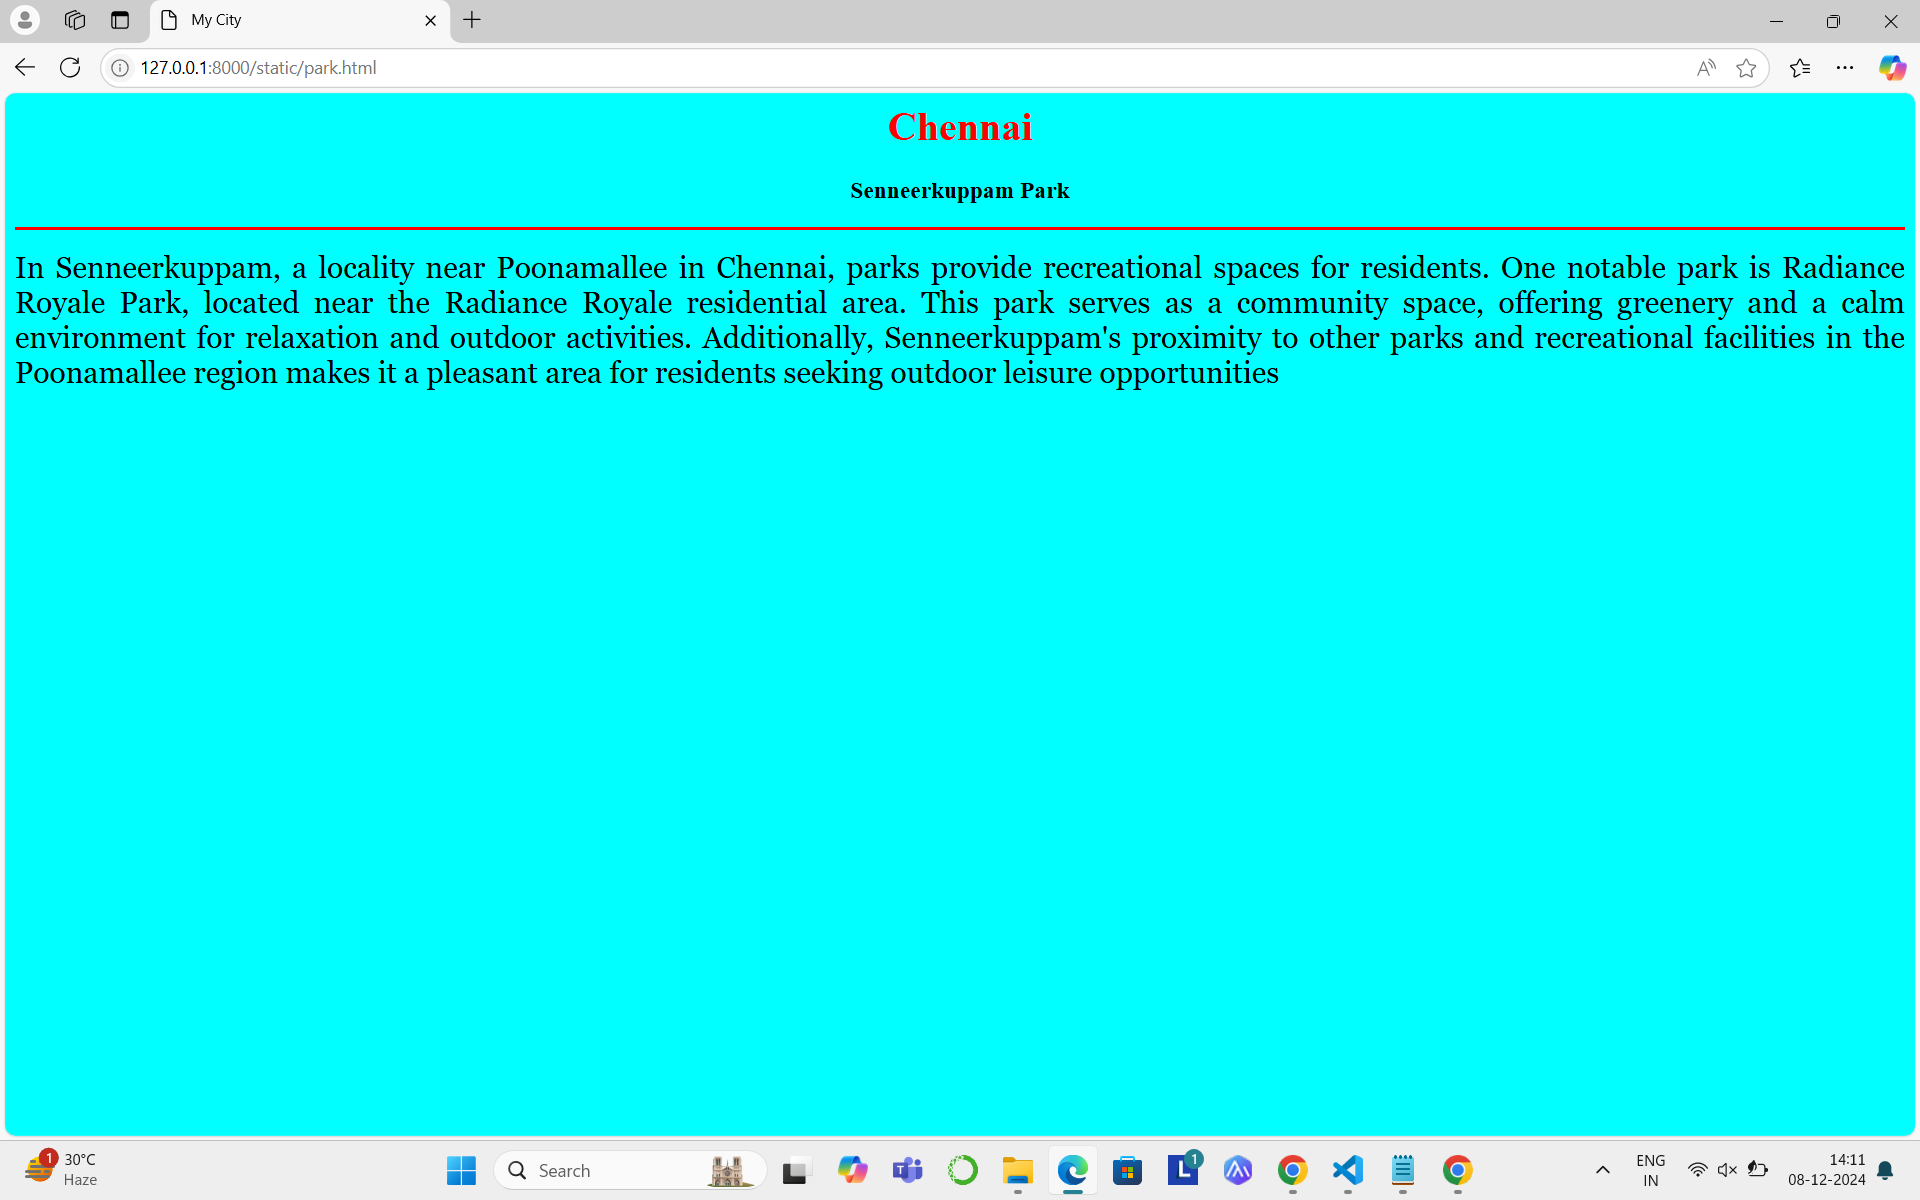 My City
127.0.0.1:8000/static/park.html
Chennai
Senneerkuppam Park
In Senneerkuppam, a locality near Poonamallee in Chennai, parks provide recreational spaces for residents. One notable park is Radiance
Royale Park, located near the Radiance Royale residential area. This park serves as a community space, offering greenery and a calm
environment for relaxation and outdoor activities. Additionally, Senneerkuppam's proximity to other parks and recreational facilities in the
Poonamallee region makes it a pleasant area for residents seeking outdoor leisure opportunities
1
30°C
Haze
Search
L
1
ENG
IN
14:11
08-12-2024